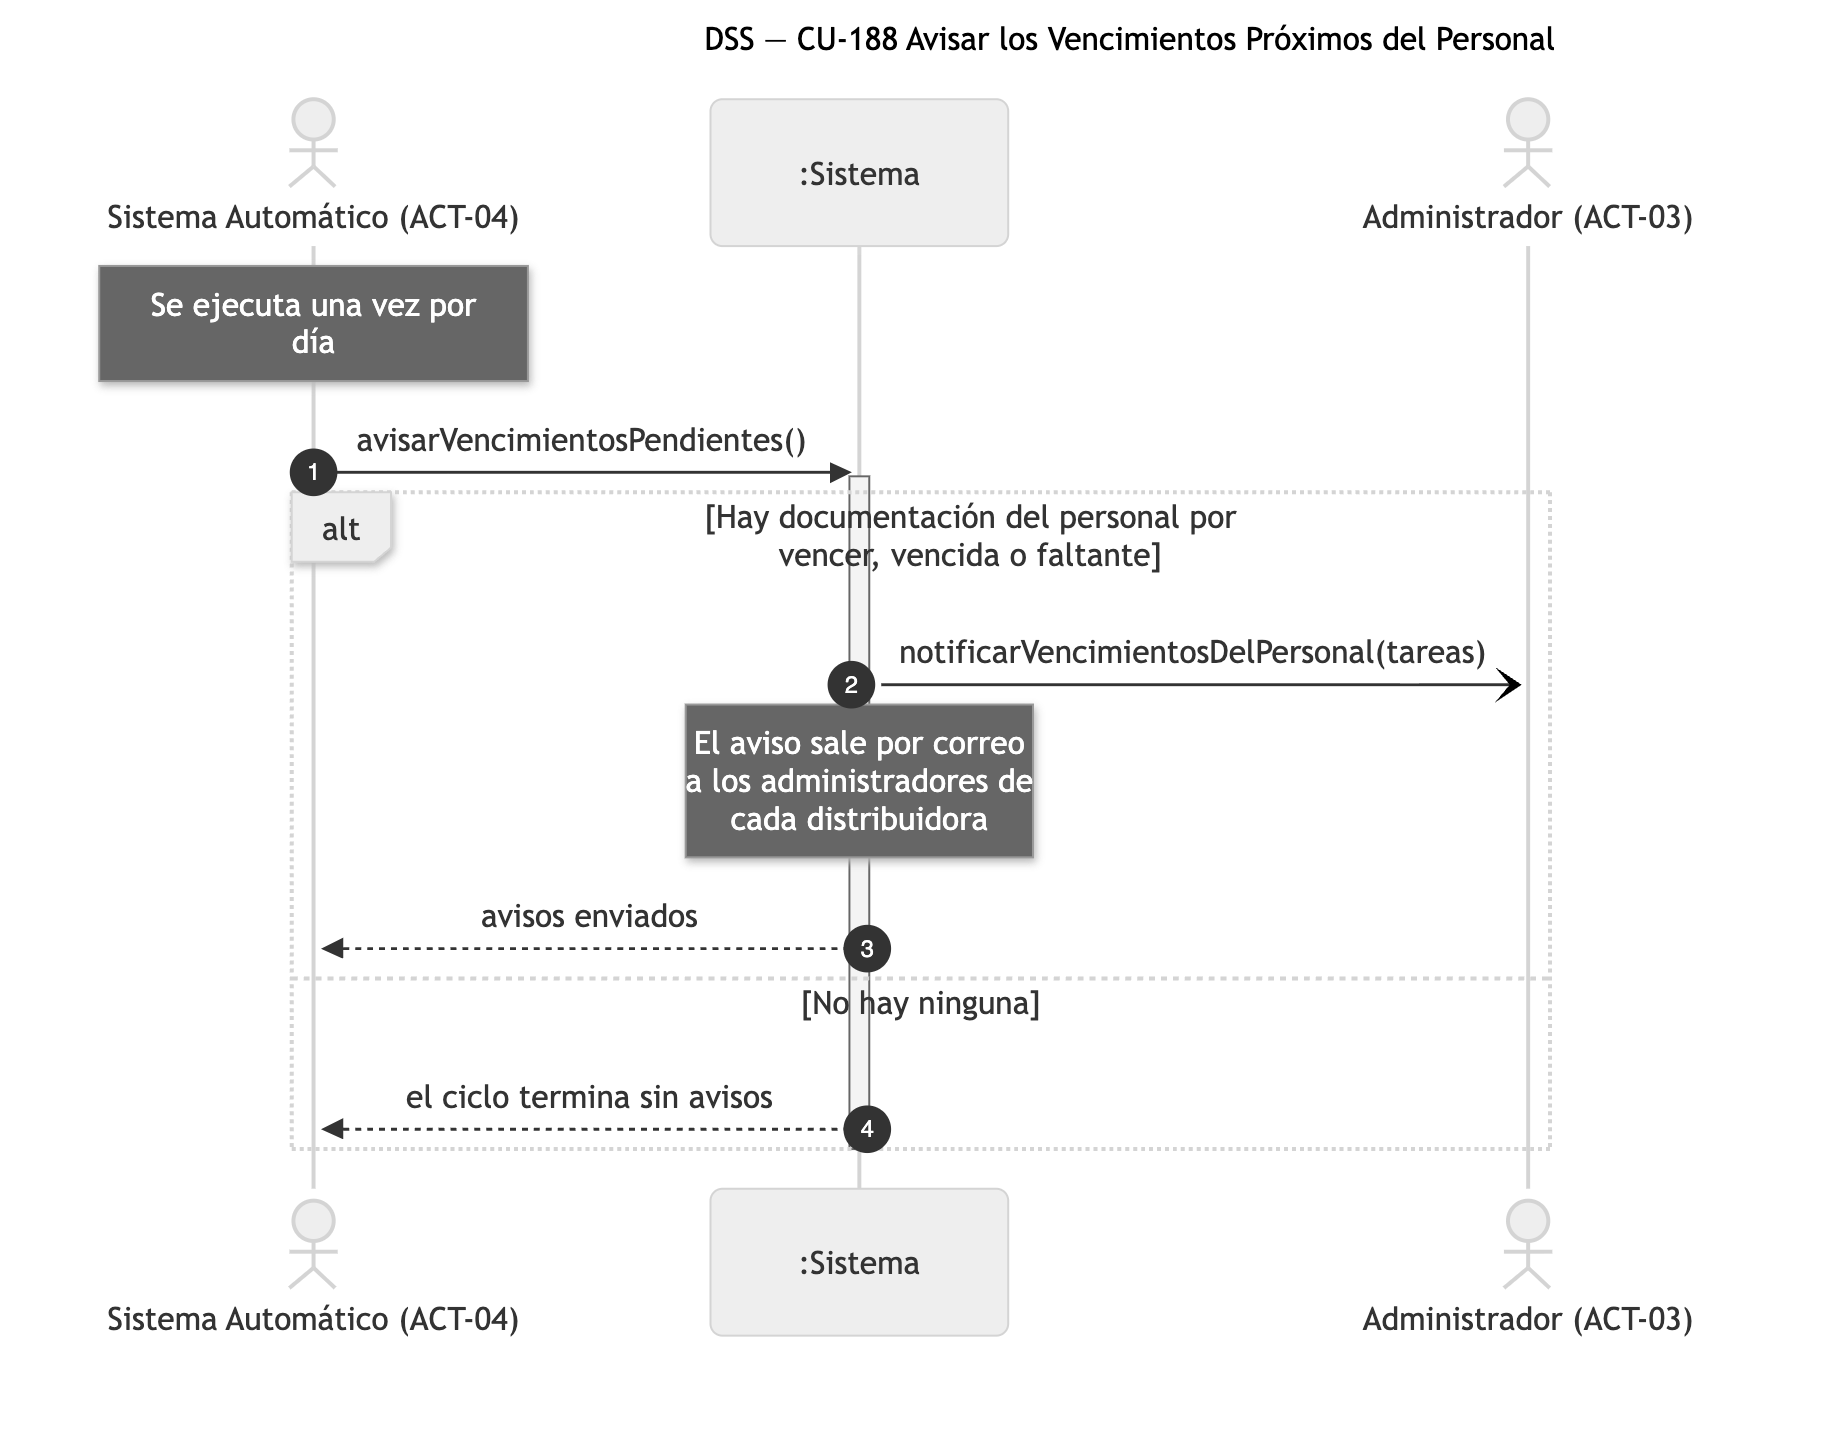 DSS — CU-188 Avisar los Vencimientos Próximos del Personal
Sistema Automático (ACT-04)
:Sistema
Administrador (ACT-03)
Se ejecuta una vez por
día
avisarVencimientosPendientes()
1
alt
[Hay documentación del personal por
vencer, vencida o faltante]
notificarVencimientosDelPersonal(tareas)
2
El aviso sale por correo
a los administradores de
cada distribuidora
avisos enviados
3
[No hay ninguna]
el ciclo termina sin avisos
4
Sistema Automático (ACT-04)
:Sistema
Administrador (ACT-03)